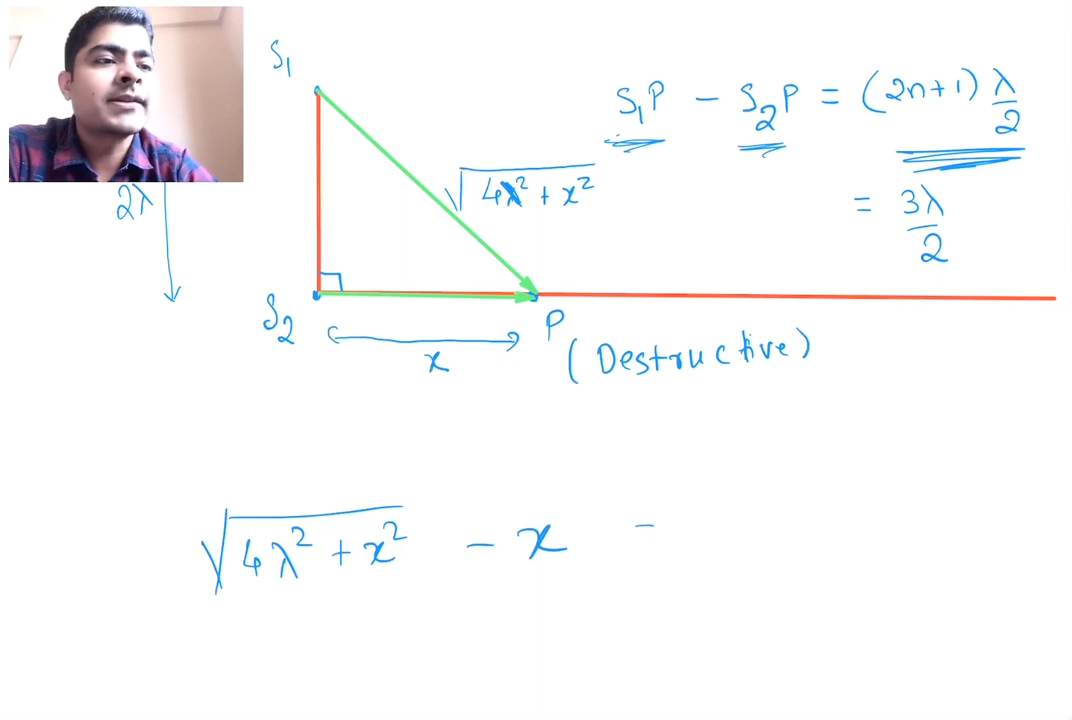 S₁
S₁P - S₂P = (2n+1) λ/2
√(4λ² + x²)
= 3λ/2
2λ
S₂
P
x
(Destructive)
√(4λ² + x²) - x =